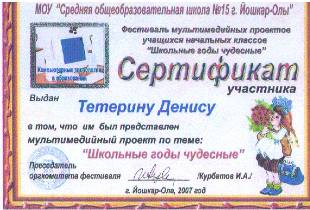 МОУ "Средняя общеобразовательная школа №15 г. Йошкар-Олы"
Фестиваль мультимедийных проектов
учащихся начальных классов
"Школьные годы чудесные"
Компьютерные технологии
в образовании
Сертификат
участника
Выдан
Тетерину Денису
в том, что им был представлен
мультимедийный проект по теме:
"Школьные годы чудесные"
Председатель
оргкомитета фестиваля /Курбатов И.А./
г. Йошкар-Ола, 2007 год